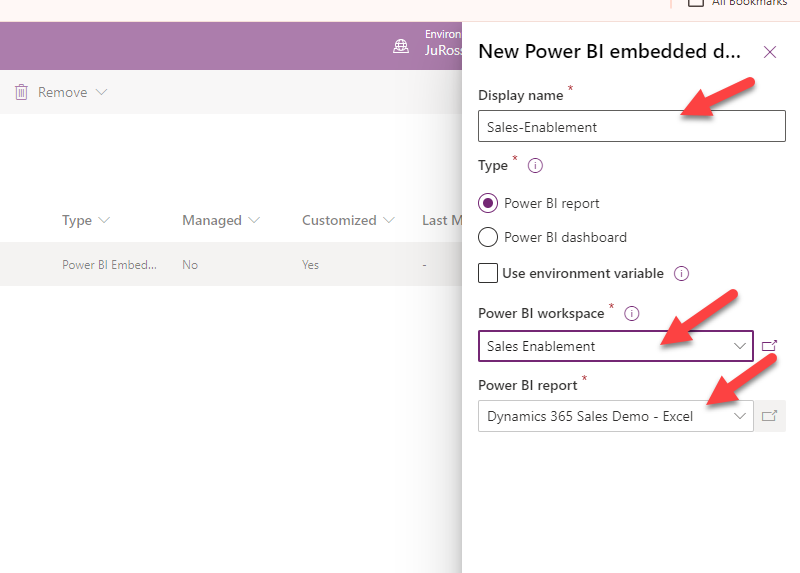 All Bookmarks
Environ
JuRoss
Remove
Type
Managed
Customized
Last M
Power BI Embed...
No
Yes
-
New Power BI embedded d...
Display name *
Sales-Enablement
Type *
Power BI report
Power BI dashboard
Use environment variable
Power BI workspace *
Sales Enablement
Power BI report *
Dynamics 365 Sales Demo - Excel